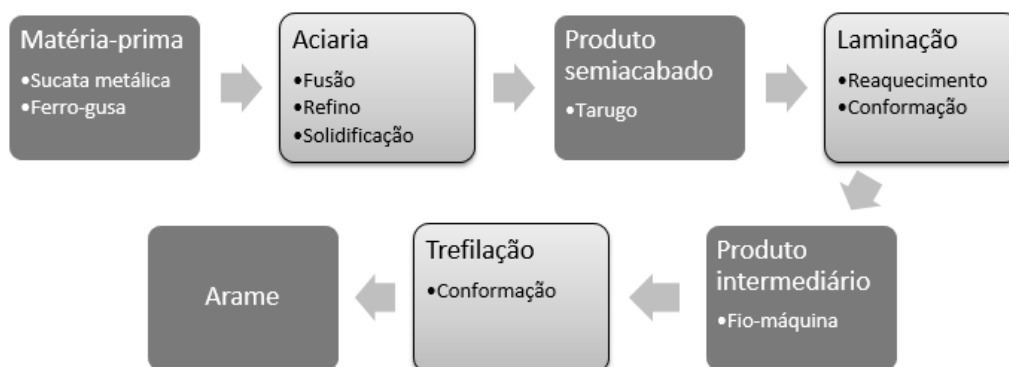 Matéria-prima
•Sucata metálica
•Ferro-gusa
Aciaria
•Fusão
•Refino
•Solidificação
Produto
semiacabado
•Tarugo
Laminação
•Reaquecimento
•Conformação
Produto
intermediário
•Fio-máquina
Trefilação
•Conformação
Arame